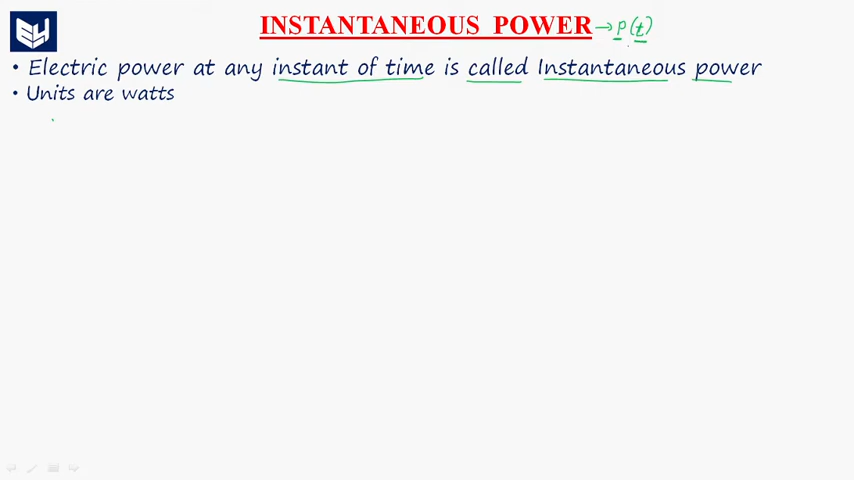 INSTANTANEOUS POWER → p(t)
• Electric power at any instant of time is called Instantaneous power
• Units are watts